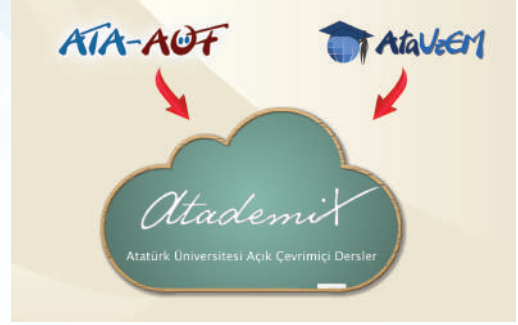 ATA-AÖF
AtaUzEM
Atademix
Atatürk Üniversitesi Açık Çevrimiçi Dersler